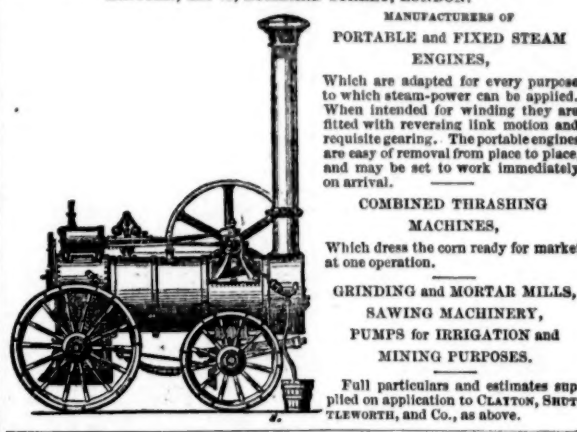 STREET, LONDON.
MANUFACTURERS OF
PORTABLE and FIXED STEAM
ENGINES,
Which are adapted for every purpose
to which steam-power can be applied.
When intended for winding they are
fitted with reversing link motion and
requisite gearing. The portable engines
are easy of removal from place to place
and may be set to work immediately
on arrival.
COMBINED THRASHING
MACHINES,
Which dress the corn ready for marke
at one operation.
GRINDING and MORTAR MILLS,
SAWING MACHINERY,
PUMPS for IRRIGATION and
MINING PURPOSES.
Full particulars and estimates sup
plied on application to CLAYTON, SHUT
TLEWORTH, and Co., as above.